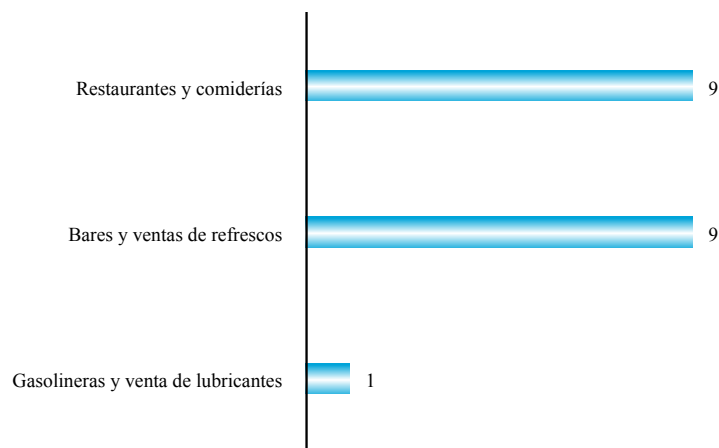 Restaurantes y comiderías 9
Bares y ventas de refrescos 9
Gasolineras y venta de lubricantes 1